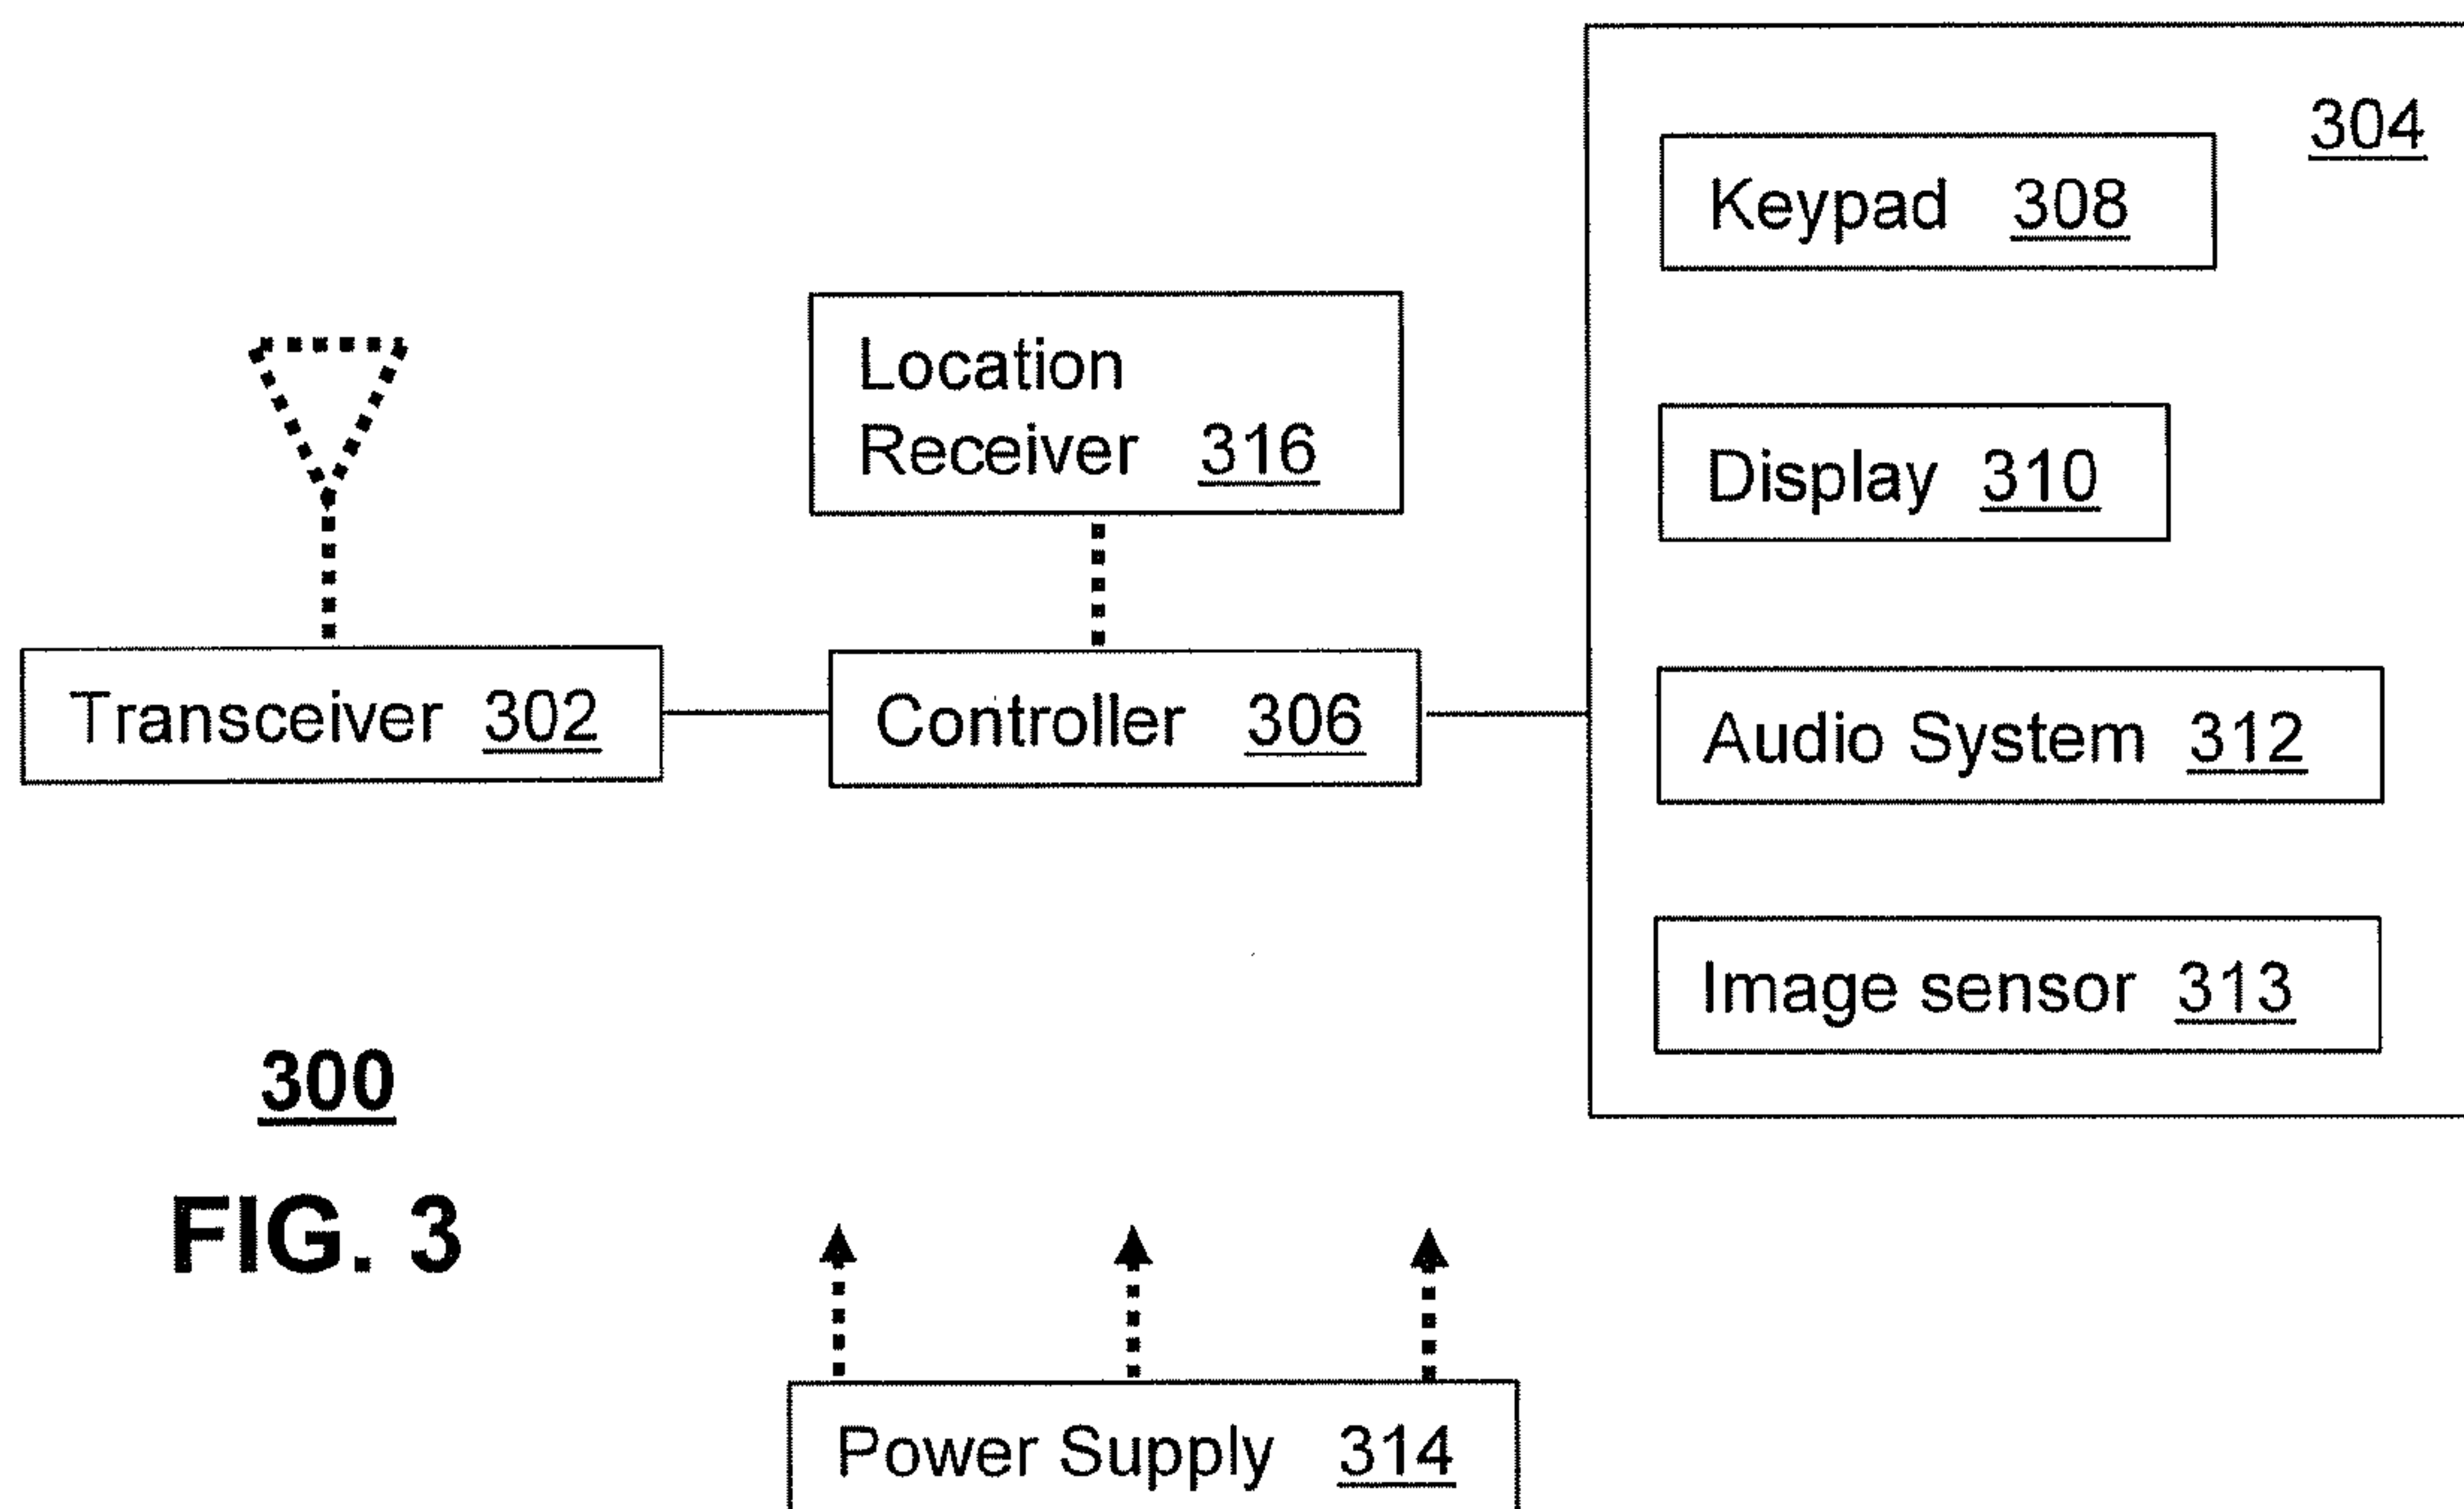 304
Keypad 308
Location
Receiver 316
Display 310
Transceiver 302
Controller 306
Audio System 312
Image sensor 313
300
FIG. 3
Power Supply 314